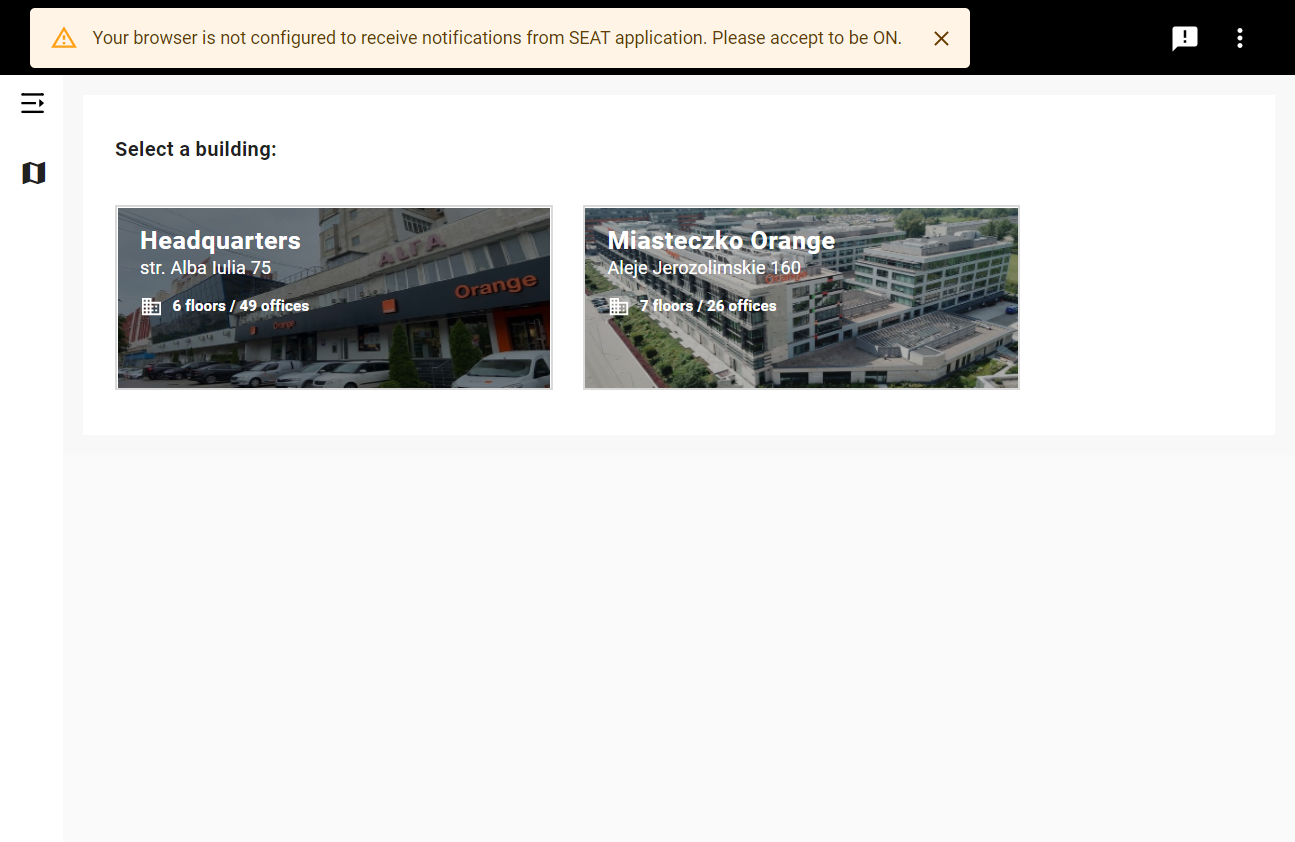 Your browser is not configured to receive notifications from SEAT application. Please accept to be ON.
Select a building:
Headquarters
str. Alba Iulia 75
6 floors / 49 offices
ALFA
Orange
Orange
Miasteczko Orange
Aleje Jerozolimskie 160
7 floors / 26 offices